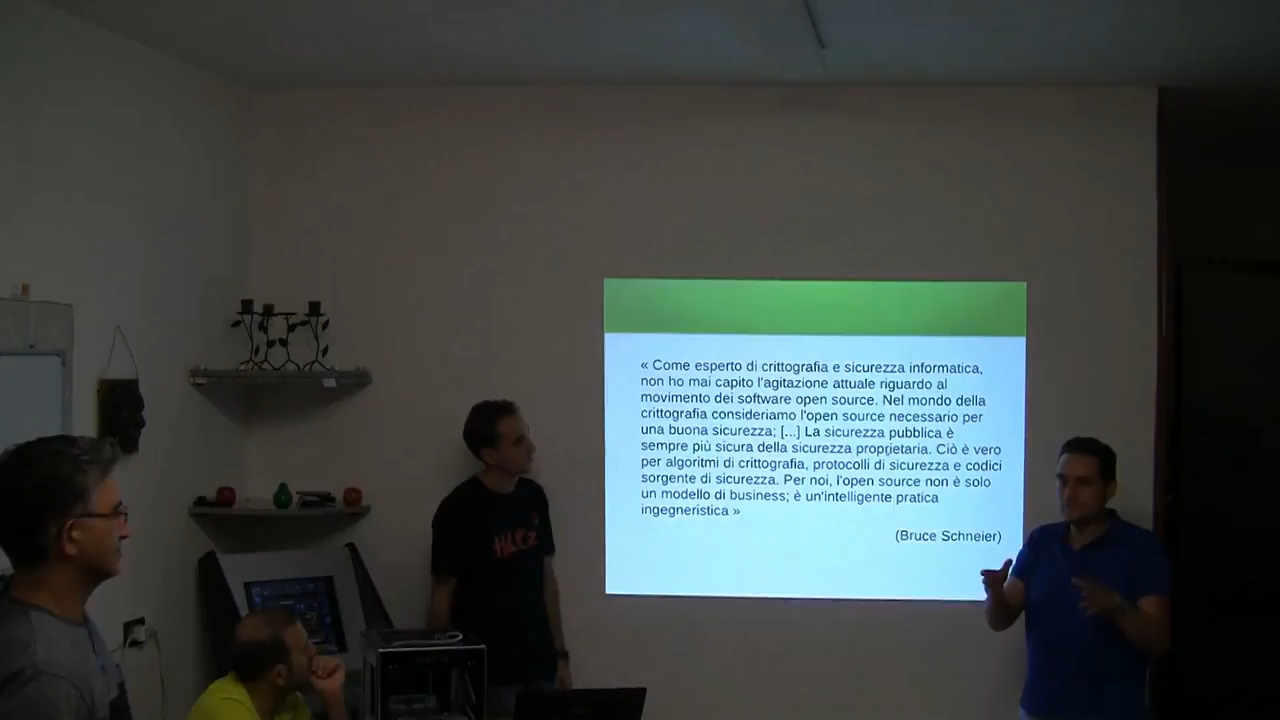 « Come esperto di crittografia e sicurezza informatica,
non ho mai capito l'agitazione attuale riguardo al
movimento dei software open source. Nel mondo della
crittografia consideriamo l'open source necessario per
una buona sicurezza; [...] La sicurezza pubblica è
sempre più sicura della sicurezza proprietaria. Ciò è vero
per algoritmi di crittografia, protocolli di sicurezza e codici
sorgente di sicurezza. Per noi, l'open source non è solo
un modello di business; è un'intelligente pratica
ingegneristica »
(Bruce Schneier)